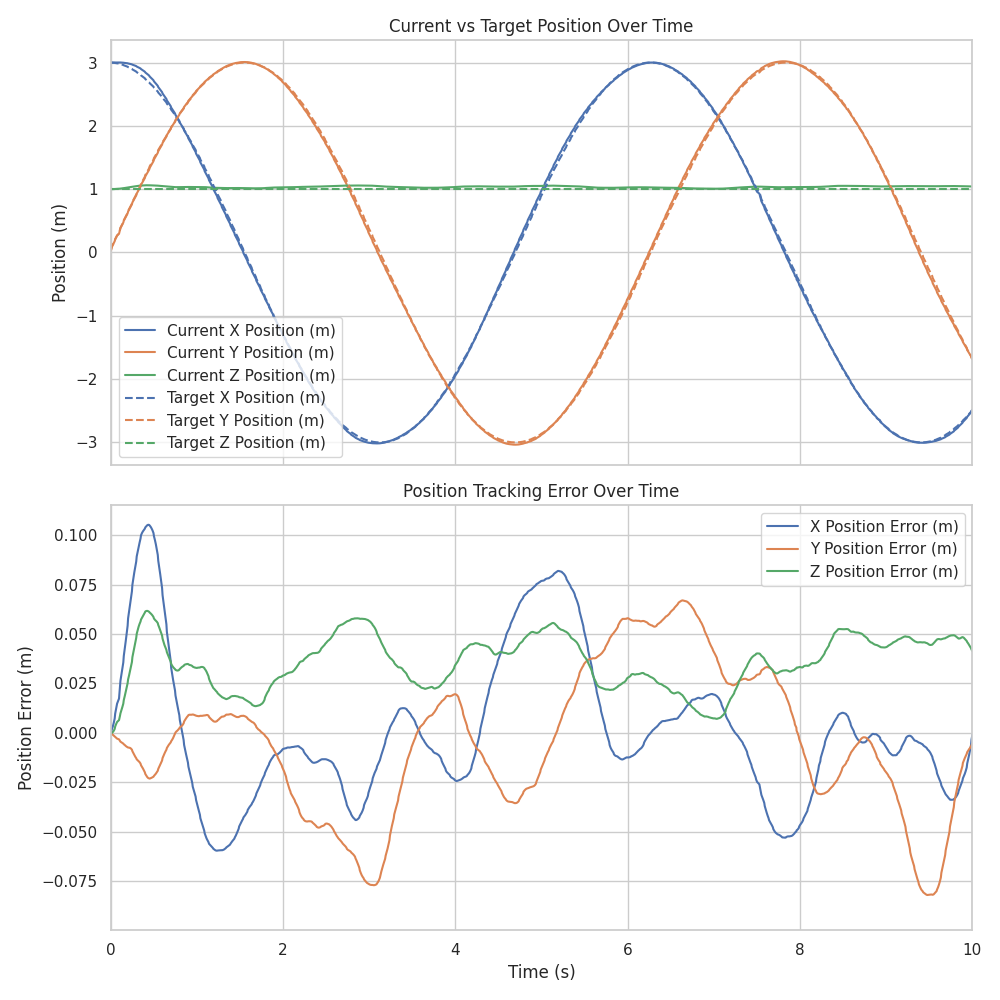 Current vs Target Position Over Time
3
2
1
0
−1
−2
−3
Position (m)
Current X Position (m)
Current Y Position (m)
Current Z Position (m)
Target X Position (m)
Target Y Position (m)
Target Z Position (m)
Position Tracking Error Over Time
0.100
0.075
0.050
0.025
0.000
−0.025
−0.050
−0.075
Position Error (m)
X Position Error (m)
Y Position Error (m)
Z Position Error (m)
0 2 4 6 8 10
Time (s)